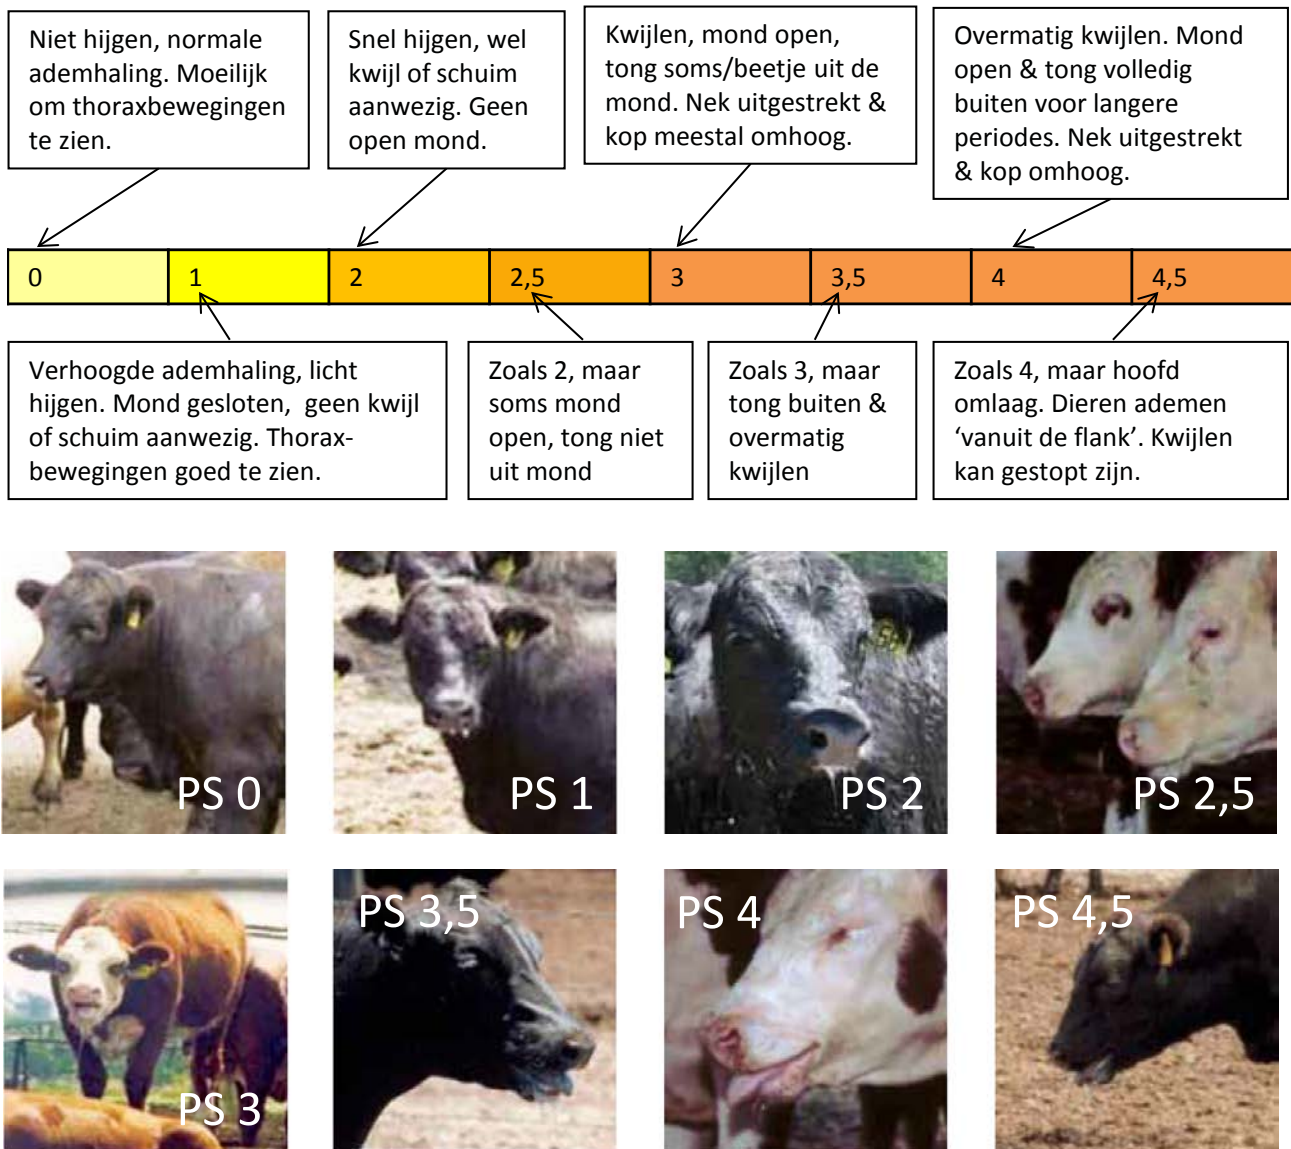 Niet hijgen, normale
ademhaling. Moeilijk
om thoraxbewegingen
te zien.
Snel hijgen, wel
kwijl of schuim
aanwezig. Geen
open mond.
Kwijlen, mond open,
tong soms/beetje uit de
mond. Nek uitgestrekt &
kop meestal omhoog.
Overmatig kwijlen. Mond
open & tong volledig
buiten voor langere
periodes. Nek uitgestrekt
& kop omhoog.
0 1 2 2,5 3 3,5 4 4,5
Verhoogde ademhaling, licht
hijgen. Mond gesloten, geen kwijl
of schuim aanwezig. Thorax-
bewegingen goed te zien.
Zoals 2, maar
soms mond
open, tong niet
uit mond
Zoals 3, maar
tong buiten &
overmatig
kwijlen
Zoals 4, maar hoofd
omlaag. Dieren ademen
‘vanuit de flank’. Kwijlen
kan gestopt zijn.
PS 0
PS 1
PS 2
PS 2,5
PS 3
PS 3,5
PS 4
PS 4,5